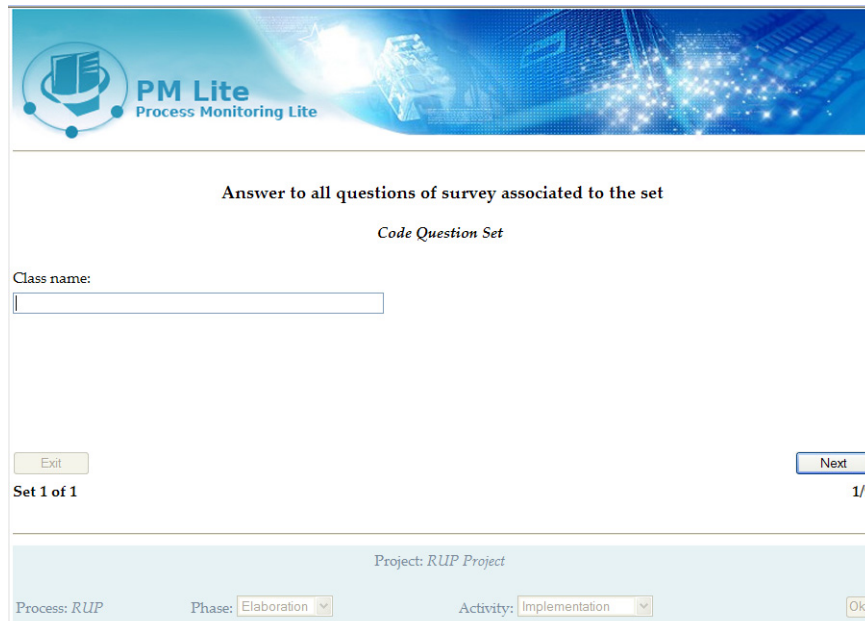 PM Lite
Process Monitoring Lite
Answer to all questions of survey associated to the set
Code Question Set
Class name:
Exit Next
Set 1 of 1 1/
Project: RUP Project
Process: RUP Phase: Elaboration Activity: Implementation Ok